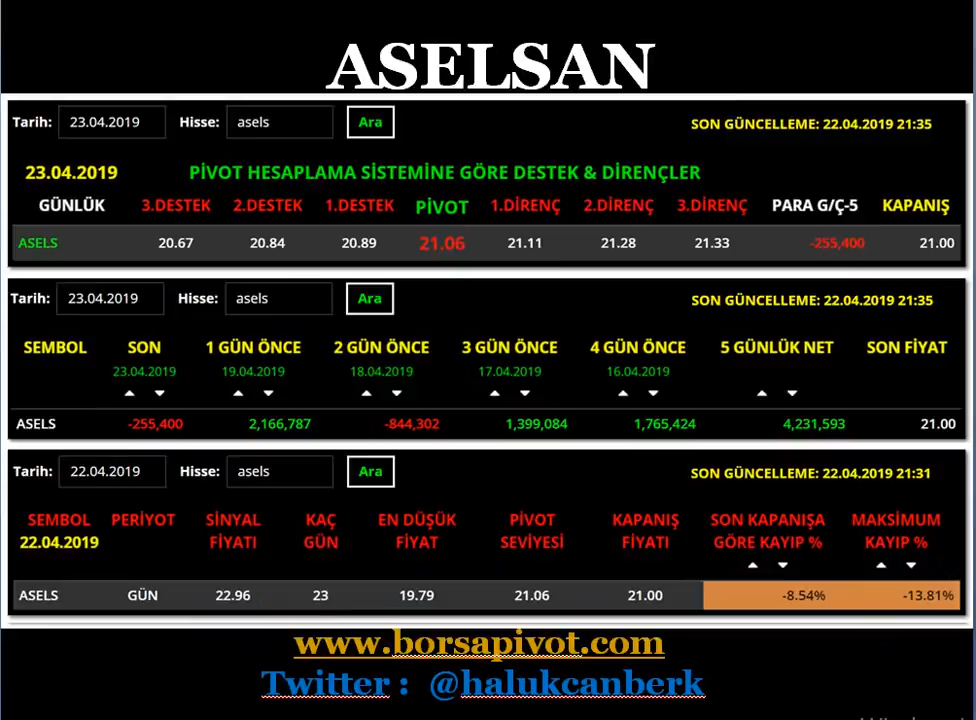 ASELSAN
Tarih: 23.04.2019 Hisse: asels Ara SON GÜNCELLEME: 22.04.2019 21:35
23.04.2019 PİVOT HESAPLAMA SİSTEMİNE GÖRE DESTEK & DİRENÇLER
GÜNLÜK 3.DESTEK 2.DESTEK 1.DESTEK PİVOT 1.DİRENÇ 2.DİRENÇ 3.DİRENÇ PARA G/Ç-5 KAPANIŞ
ASELS 20.67 20.84 20.89 21.06 21.11 21.28 21.33 -255,400 21.00
Tarih: 23.04.2019 Hisse: asels Ara SON GÜNCELLEME: 22.04.2019 21:35
SEMBOL SON 1 GÜN ÖNCE 2 GÜN ÖNCE 3 GÜN ÖNCE 4 GÜN ÖNCE 5 GÜNLÜK NET SON FİYAT
23.04.2019 19.04.2019 18.04.2019 17.04.2019 16.04.2019
ASELS -255,400 2,166,787 -844,302 1,399,084 1,765,424 4,231,593 21.00
Tarih: 22.04.2019 Hisse: asels Ara SON GÜNCELLEME: 22.04.2019 21:31
SEMBOL PERİYOT SİNYAL KAÇ EN DÜŞÜK PİVOT KAPANIŞ SON KAPANIŞA MAKSİMUM
22.04.2019 FİYATI GÜN FİYAT SEVİYESİ FİYATI GÖRE KAYIP % KAYIP %
ASELS GÜN 22.96 23 19.79 21.06 21.00 -8.54% -13.81%
www.borsapivot.com
Twitter : @halukcanberk